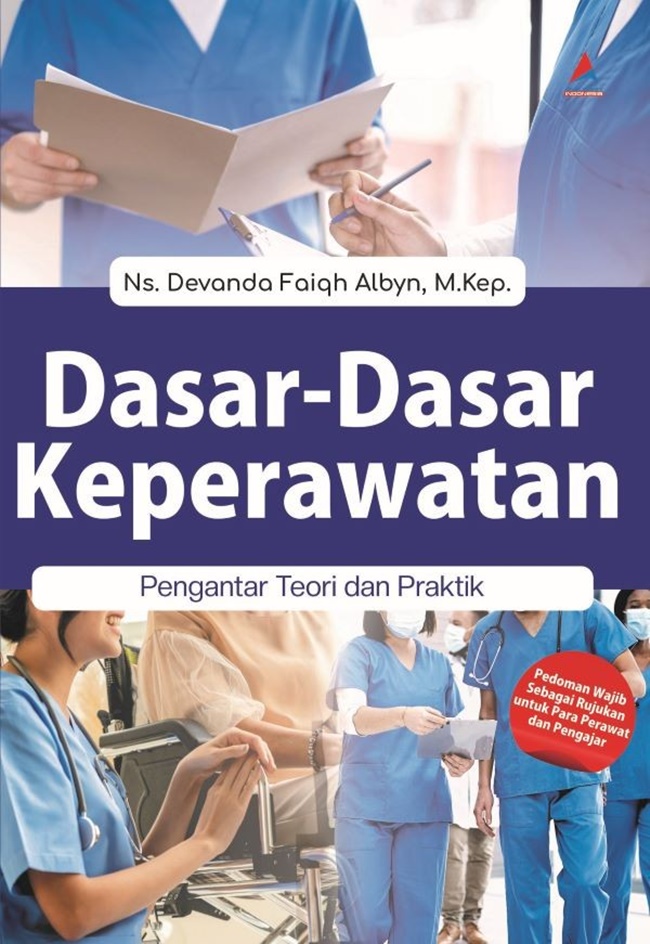 INDONESIA
Ns. Devanda Faiqh Albyn, M.Kep.
Dasar-Dasar
Keperawatan
Pengantar Teori dan Praktik
Pedoman Wajib
Sebagai Rujukan
untuk Para Perawat
dan Pengajar